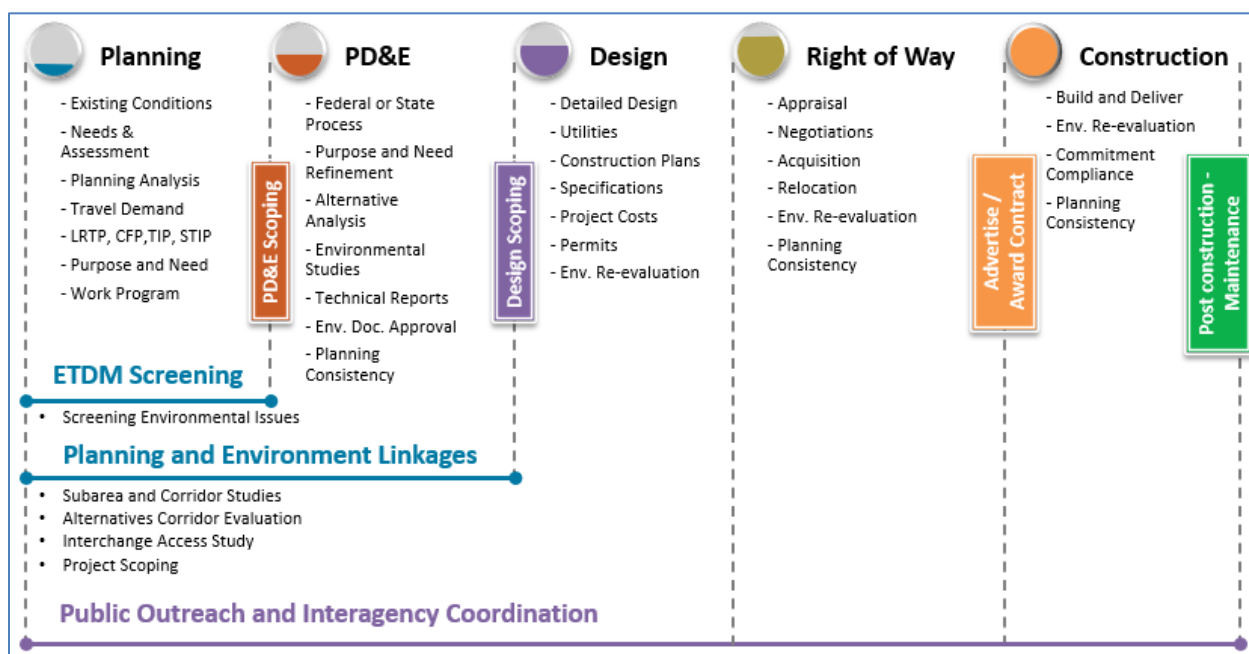 Planning
- Existing Conditions
- Needs &
Assessment
- Planning Analysis
- Travel Demand
- LRTP, CFP,TIP, STIP
- Purpose and Need
- Work Program
PD&E Scoping
PD&E
- Federal or State
Process
- Purpose and Need
Refinement
- Alternative
Analysis
- Environmental
Studies
- Technical Reports
- Env. Doc. Approval
- Planning
Consistency
Design Scoping
Design
- Detailed Design
- Utilities
- Construction Plans
- Specifications
- Project Costs
- Permits
- Env. Re-evaluation
Right of Way
- Appraisal
- Negotiations
- Acquisition
- Relocation
- Env. Re-evaluation
- Planning
Consistency
Advertise /
Award Contract
Construction
- Build and Deliver
- Env. Re-evaluation
- Commitment
Compliance
- Planning
Consistency
Post construction -
Maintenance
ETDM Screening
• Screening Environmental Issues
Planning and Environment Linkages
• Subarea and Corridor Studies
• Alternatives Corridor Evaluation
• Interchange Access Study
• Project Scoping
Public Outreach and Interagency Coordination